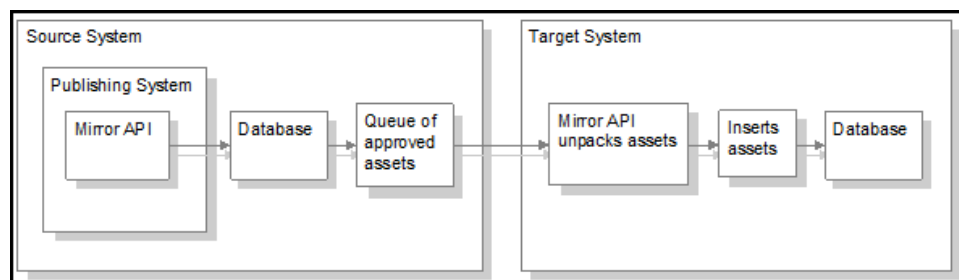 Source System
Publishing System
Mirror API
Database
Queue of
approved
assets
Target System
Mirror API
unpacks assets
Inserts
assets
Database